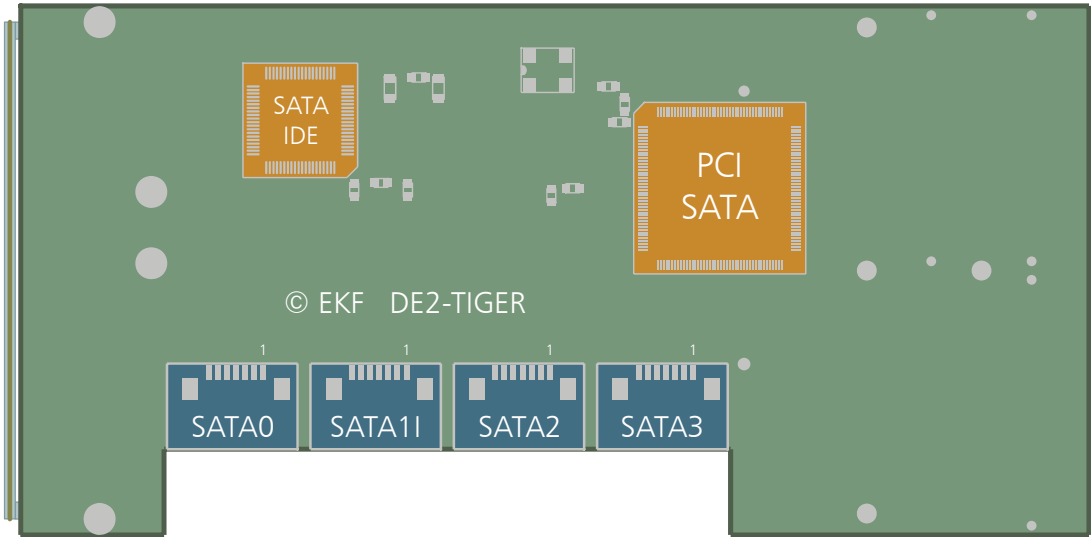 SATA
IDE
PCI
SATA
© EKF DE2-TIGER
1 1 1 1
SATA0 SATA1I SATA2 SATA3